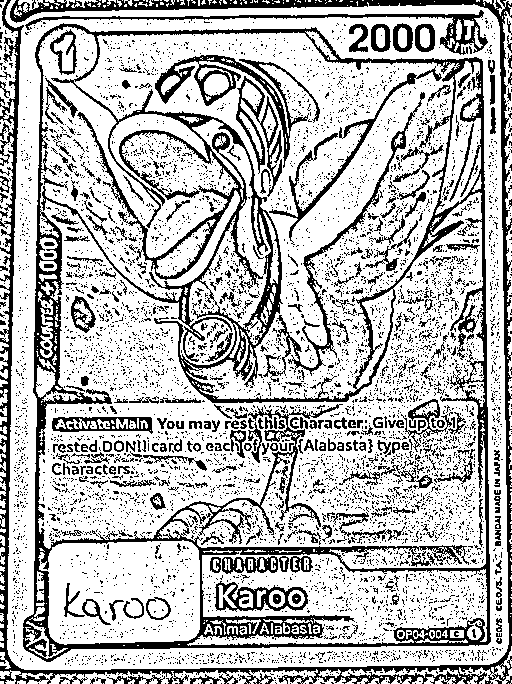 1
2000
COUNTER +1000
Activate:Main You may rest this Character: Give up to 1
rested DON!! card to each of your {Alabasta} type
Characters.
CHARACTER
Karoo
Karoo
Animal/Alabasta
OP04-004 C 1
BANDAI MADE IN JAPAN